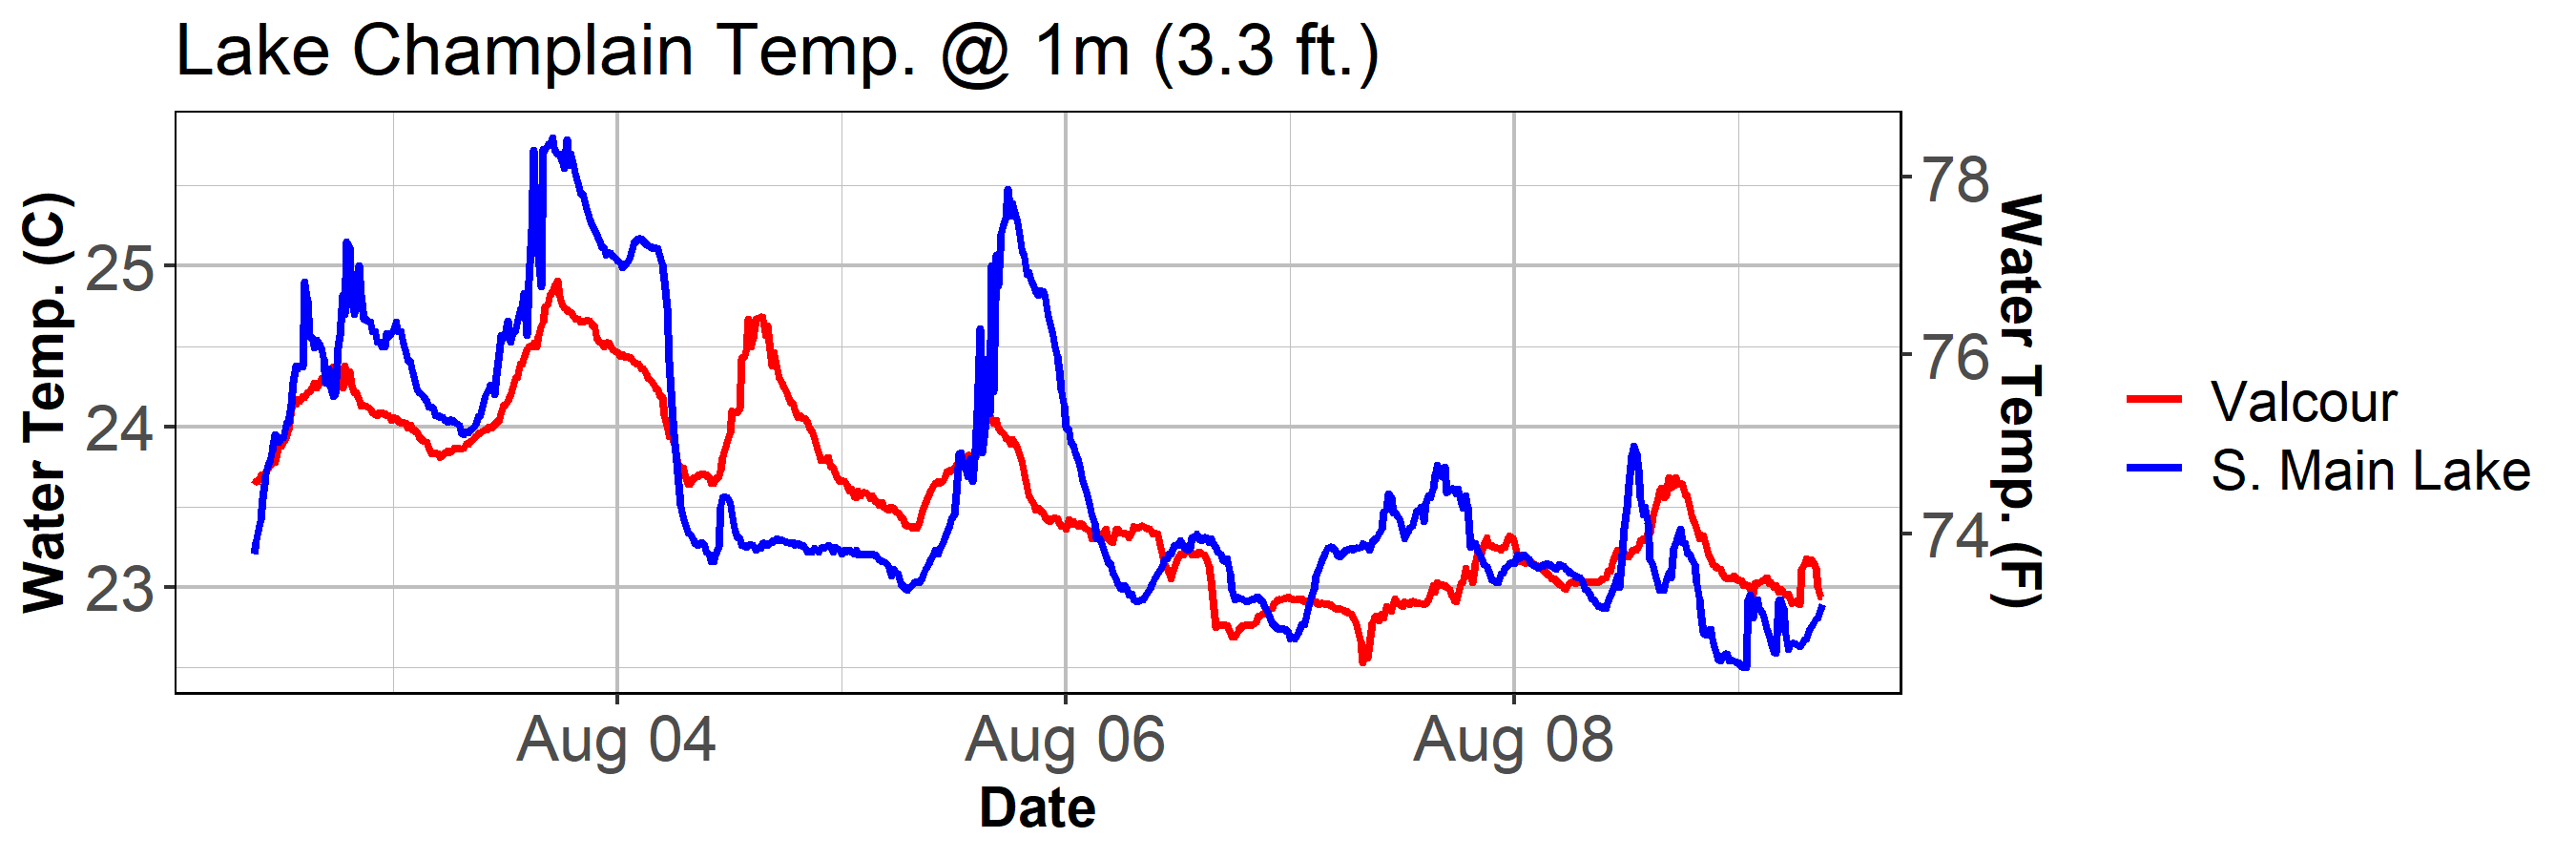 Lake Champlain Temp. @ 1m (3.3 ft.)
Water Temp. (C)
25
24
23
78
76
74
Water Temp. (F)
Aug 04
Aug 06
Aug 08
Date
Valcour
S. Main Lake